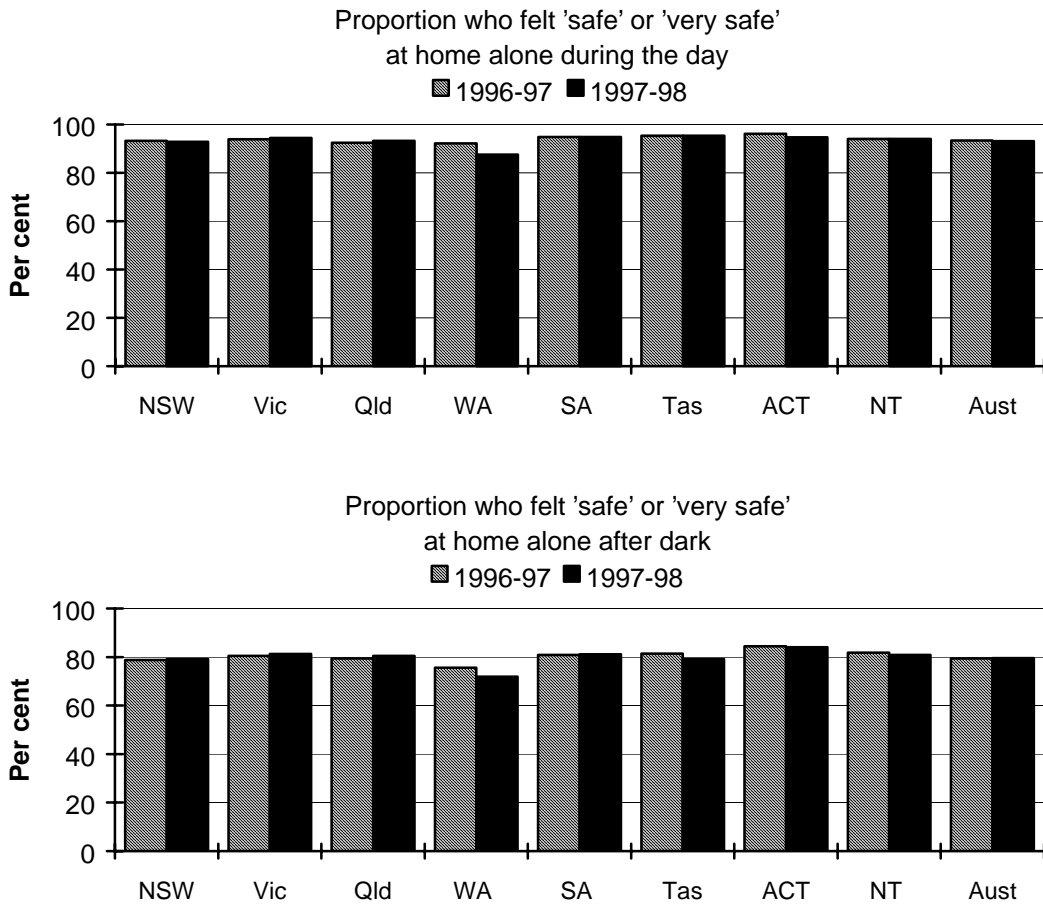 Proportion who felt ’safe’ or ’very safe’
at home alone during the day
1996-97 1997-98
Per cent
100
80
60
40
20
0
NSW Vic Qld WA SA Tas ACT NT Aust
Proportion who felt ’safe’ or ’very safe’
at home alone after dark
1996-97 1997-98
Per cent
100
80
60
40
20
0
NSW Vic Qld WA SA Tas ACT NT Aust